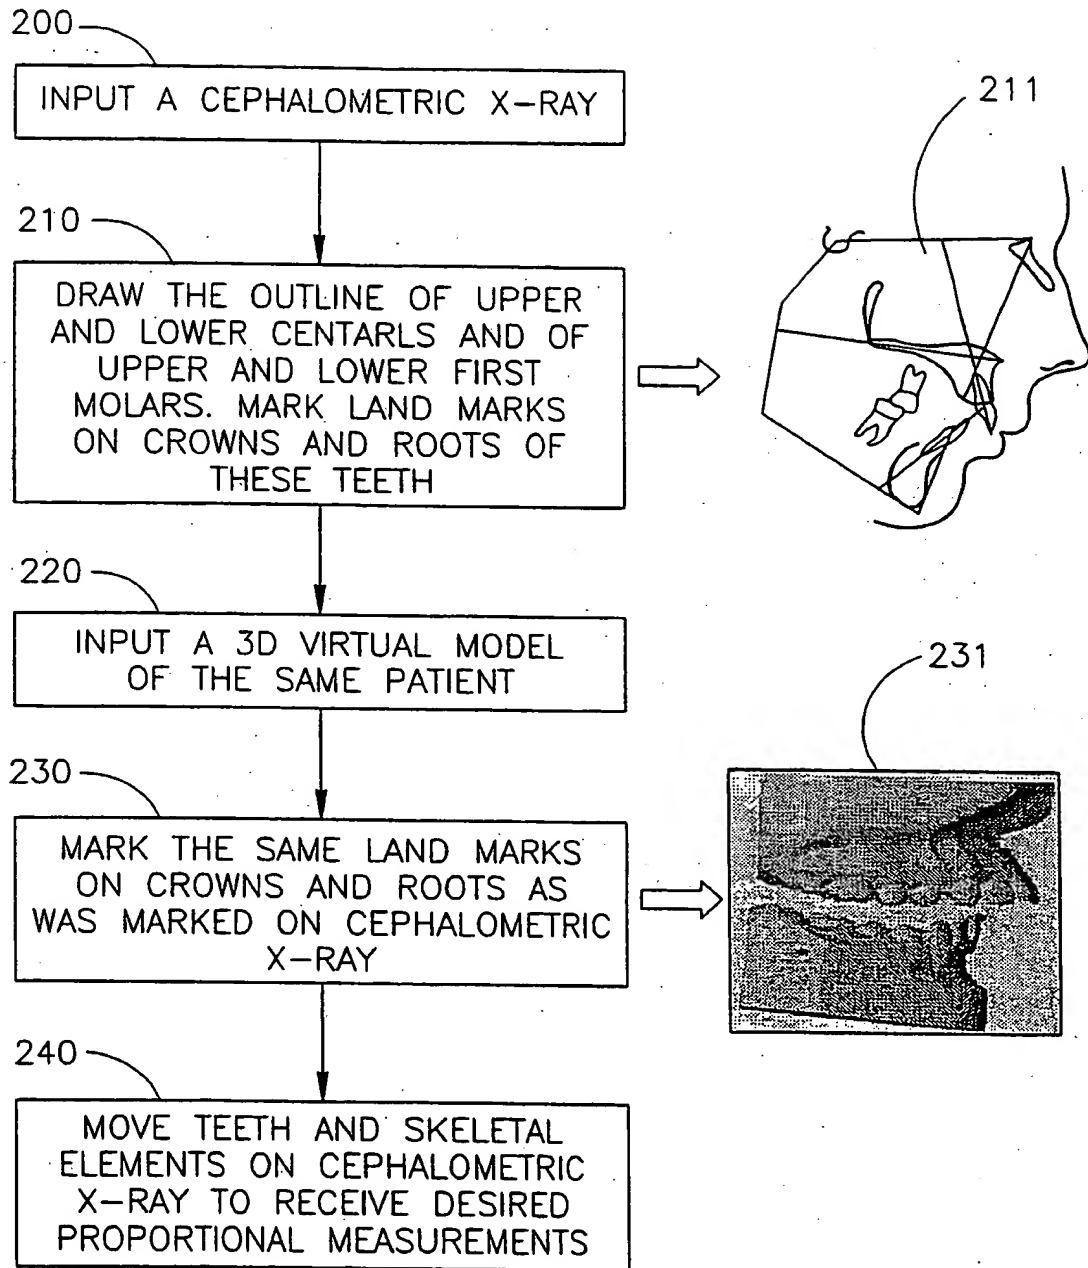 200
INPUT A CEPHALOMETRIC X-RAY
211
210
DRAW THE OUTLINE OF UPPER
AND LOWER CENTARLS AND OF
UPPER AND LOWER FIRST
MOLARS. MARK LAND MARKS
ON CROWNS AND ROOTS OF
THESE TEETH
220
INPUT A 3D VIRTUAL MODEL
OF THE SAME PATIENT
231
230
MARK THE SAME LAND MARKS
ON CROWNS AND ROOTS AS
WAS MARKED ON CEPHALOMETRIC
X-RAY
240
MOVE TEETH AND SKELETAL
ELEMENTS ON CEPHALOMETRIC
X-RAY TO RECEIVE DESIRED
PROPORTIONAL MEASUREMENTS